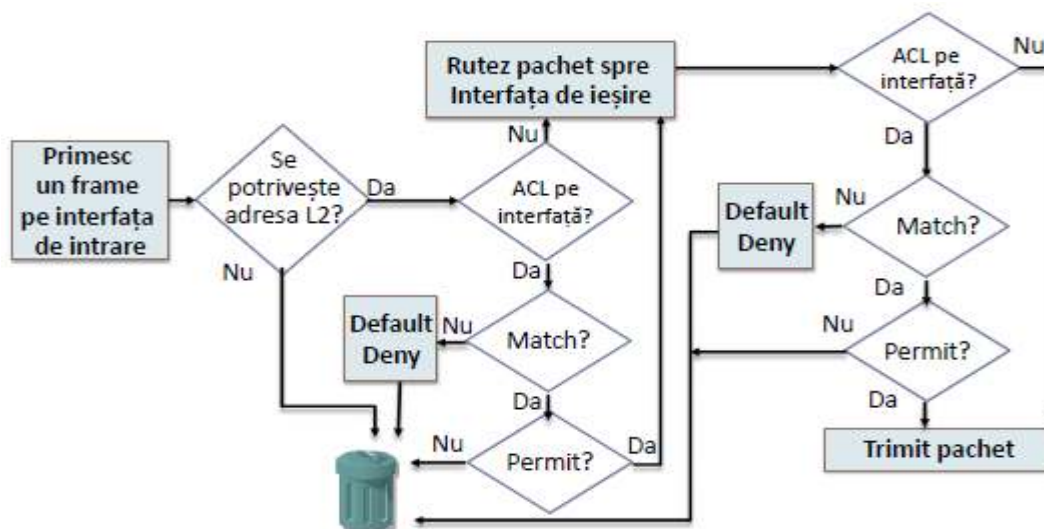 Primesc
un frame
pe interfața
de intrare
Se
potrivește
adresa L2?
Da
Nu
ACL pe
interfață?
Nu
Da
Match?
Nu
Default
Deny
Da
Permit?
Nu
Da
Rutez pachet spre
Interfața de ieșire
ACL pe
interfață?
Nu
Da
Match?
Nu
Default
Deny
Da
Permit?
Nu
Da
Trimit pachet